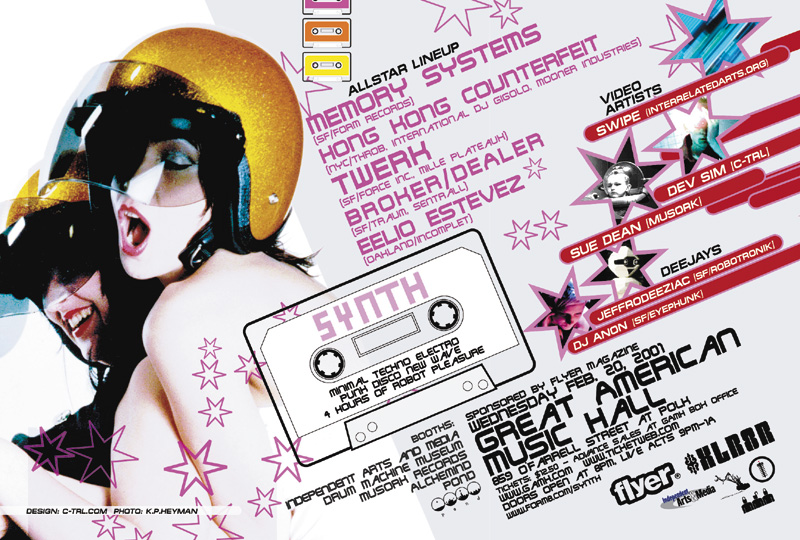 ALLSTAR LINEUP
MEMORY SYSTEMS
(SF/FORM RECORDS)
HONG KONG COUNTERFEIT
(NYC/THROB, INTERNATIONAL DJ GIGOLO, MOONER INDUSTRIES)
TWERK
(SF/FORCE INC, MILLE PLATEAUX)
BROKER/DEALER
(SF/TRAUM, SENTRALL)
EELIO ESTEVEZ
(OAKLAND/INCOMPLET)
VIDEO
ARTISTS
SWIPE (INTERRELATEDARTS.ORG)
DEV SIM (C-TRL)
SUE DEAN (MUSORK)
DEEJAYS
JEFFRODEEZIAC (SF/ROBOTRONIK)
DJ ANON (SF/EYEPHUNK)
SYNTH
MINIMAL TECHNO ELECTRO
PUNK DISCO NEW WAVE
4 HOURS OF ROBOT PLEASURE
BOOTHS:
INDEPENDENT ARTS AND MEDIA
DRUM MACHINE MUSEUM
MUSORK RECORDS
ALCHEMIND
POND
SPONSORED BY FLYER MAGAZINE
WEDNESDAY FEB. 20, 2001
GREAT AMERICAN
MUSIC HALL
859 OFARRELL STREET AT POLK
TICKETS: $12.50 - ADVANCE SALES AT GAMH BOX OFFICE
WWW.GAMH.COM - WWW.TICKETWEB.COM
DOORS OPEN AT 8PM. LIVE ACTS 9PM-1A
WWW.FORM8.COM/SYNTH
flyer
Independent
Arts & Media
XLR8R
DESIGN: C-TRL.COM PHOTO: K.P.HEYMAN